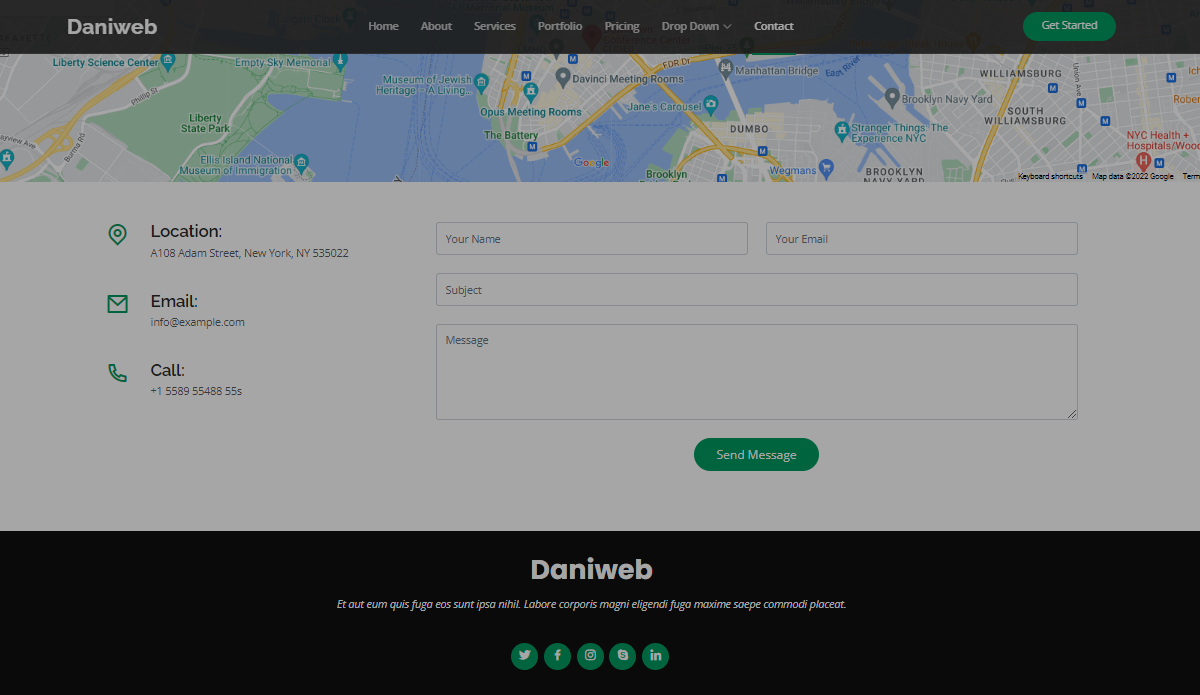 Daniweb
Home
About
Services
Portfolio
Pricing
Drop Down
Contact
Get Started
Liberty Science Center
Empty Sky Memorial
Phillip St
Liberty
State Park
Burma Rd
Ellis Island National
Museum of Immigration
Museum of Jewish
Heritage - A Living...
Davinci Meeting Rooms
Opus Meeting Rooms
The Battery
Google
FDR Dr
Manhattan Bridge
East River
Jane's Carousel
DUMBO
Brooklyn Navy Yard
Stranger Things: The
Experience NYC
Wegmans
BROOKLYN
NAVY YARD
Brooklyn
WILLIAMSBURG
SOUTH
WILLIAMSBURG
Union Ave
NYC Health +
Hospitals/Wood
Keyboard shortcuts
Map data ©2022 Google
Term
Location:
A108 Adam Street, New York, NY 535022
Email:
info@example.com
Call:
+1 5589 55488 55s
Your Name
Your Email
Subject
Message
Send Message
Daniweb
Et aut eum quis fuga eos sunt ipsa nihil. Labore corporis magni eligendi fuga maxime saepe commodi placeat.